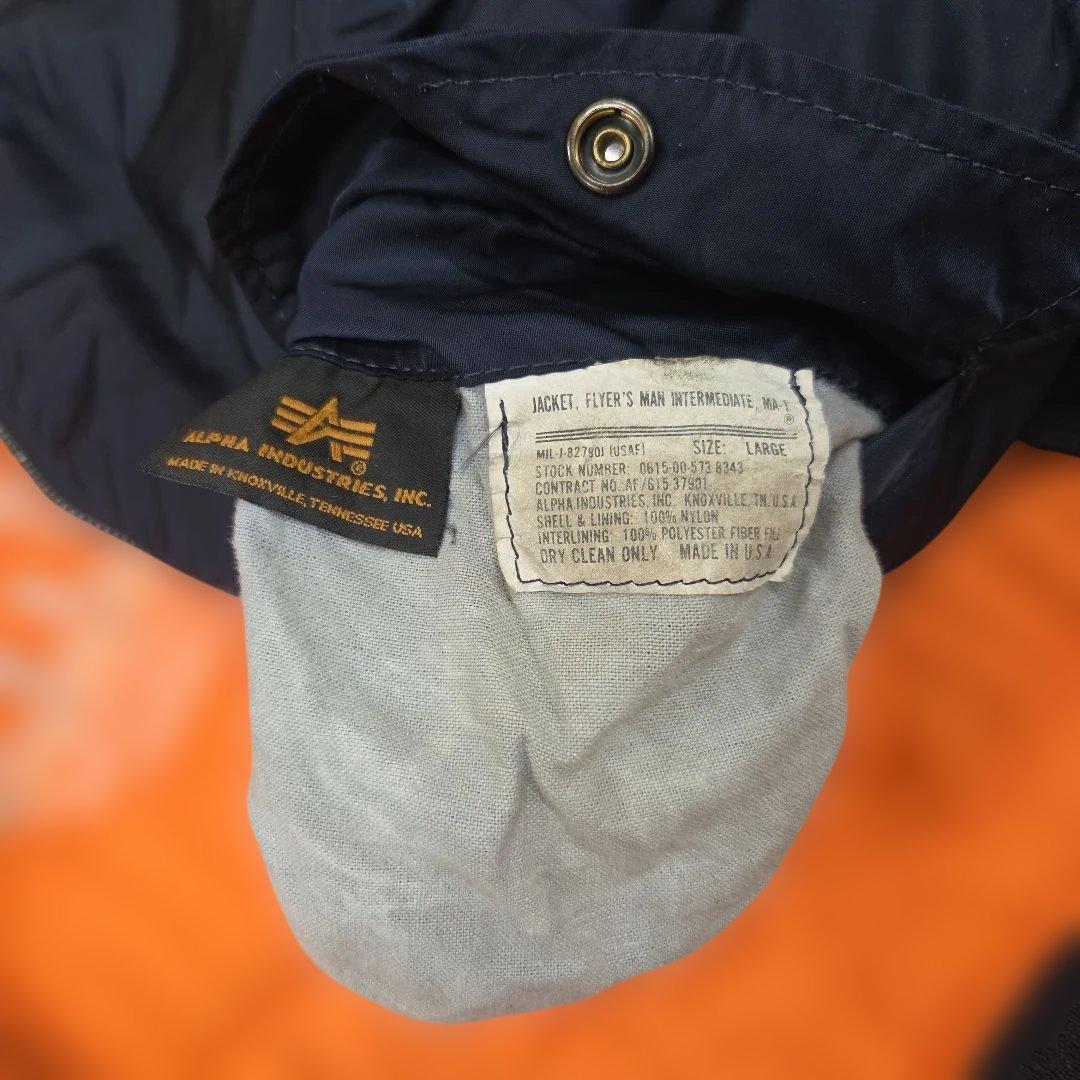 ALPHA INDUSTRIES, INC.
MADE IN KNOXVILLE, TENNESSEE USA
®
JACKET, FLYER'S MAN INTERMEDIATE, MA-1
®
MIL-J-8279DJ (USAF) SIZE: LARGE
STOCK NUMBER: 0615-00-573 8343
CONTRACT NO. AF/615 37901
ALPHA INDUSTRIES, INC. KNOXVILLE, TN. U.S.A
SHELL & LINING: 100% NYLON
INTERLINING: 100% POLYESTER FIBER FILL
DRY CLEAN ONLY MADE IN U.S.A